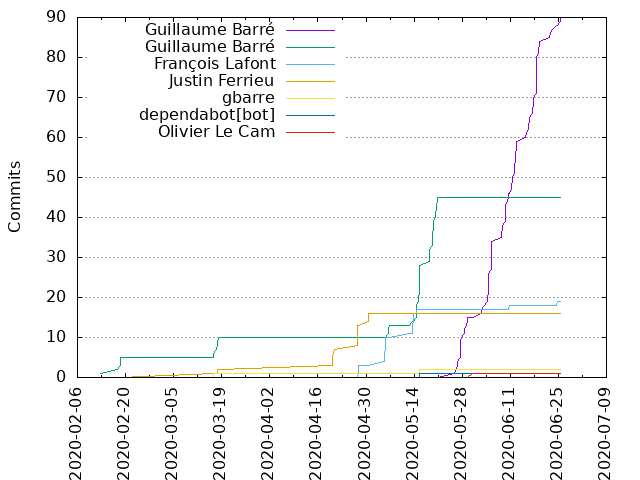 90
80
70
60
50
40
30
20
10
0
Commits
Guillaume Barré
Guillaume Barré
François Lafont
Justin Ferrieu
gbarre
dependabot[bot]
Olivier Le Cam
2020-02-06
2020-02-20
2020-03-05
2020-03-19
2020-04-02
2020-04-16
2020-04-30
2020-05-14
2020-05-28
2020-06-11
2020-06-25
2020-07-09